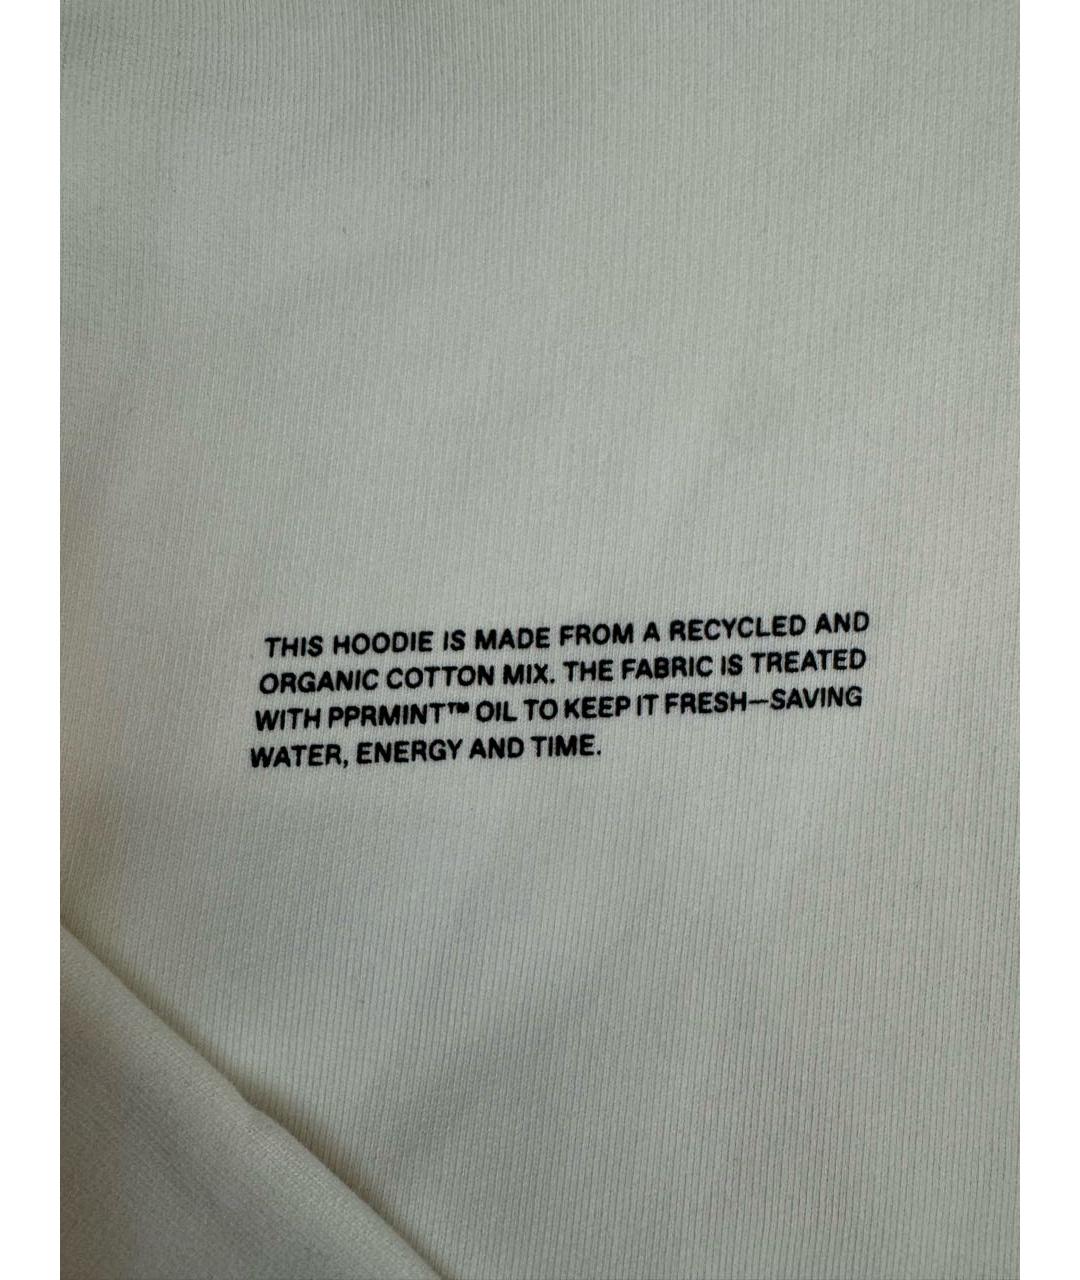 THIS HOODIE IS MADE FROM A RECYCLED AND
ORGANIC COTTON MIX. THE FABRIC IS TREATED
WITH PPRMINT™ OIL TO KEEP IT FRESH—SAVING
WATER, ENERGY AND TIME.